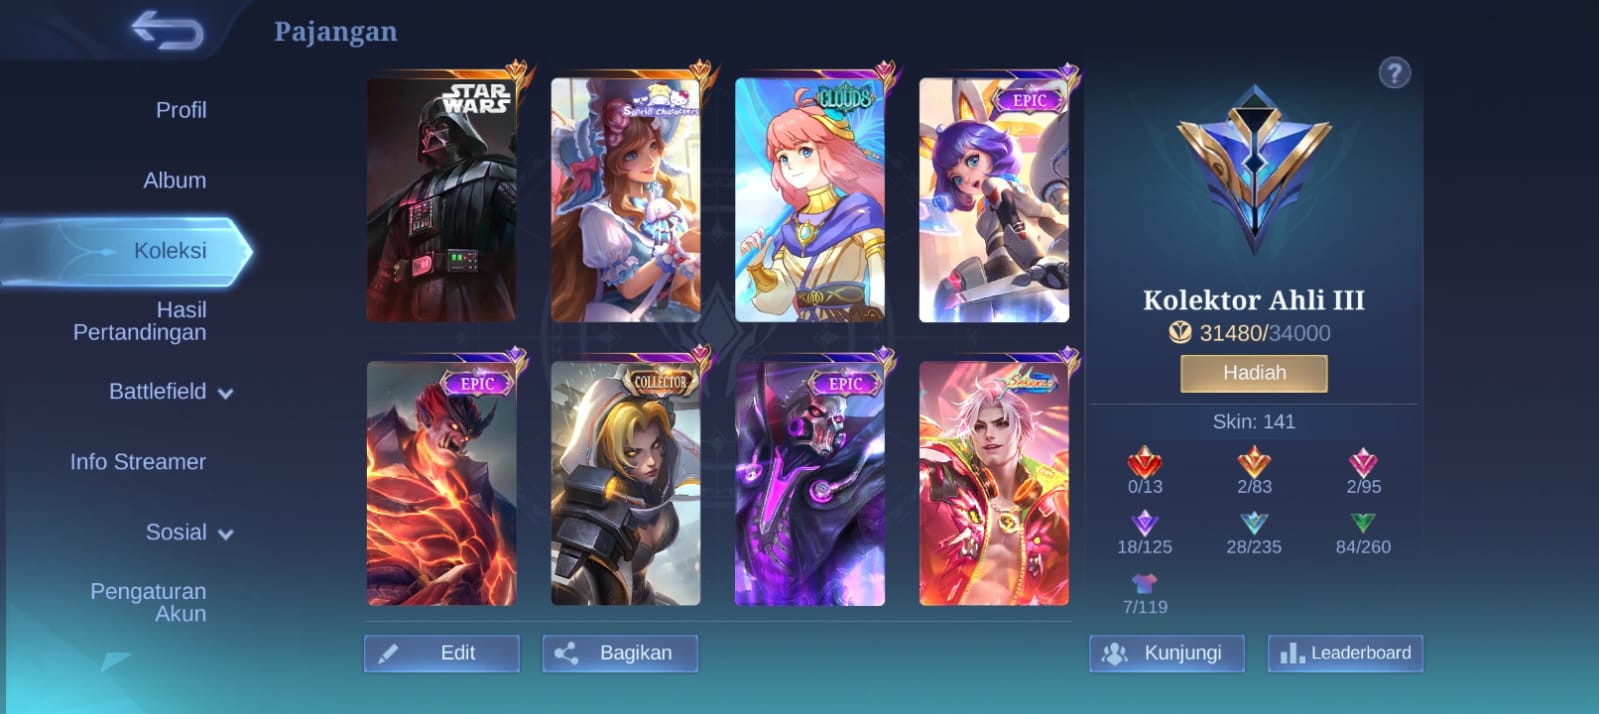 Pajangan
Profil
Album
Koleksi
Hasil
Pertandingan
Battlefield
Info Streamer
Sosial
Pengaturan
Akun
STAR
WARS
Sanrio Characters
CLOUDS
EPIC
EPIC
COLLECTOR
EPIC
Edit
Bagikan
?
Kolektor Ahli III
31480/34000
Hadiah
Skin: 141
0/13
2/83
2/95
18/125
28/235
84/260
7/119
Kunjungi
Leaderboard